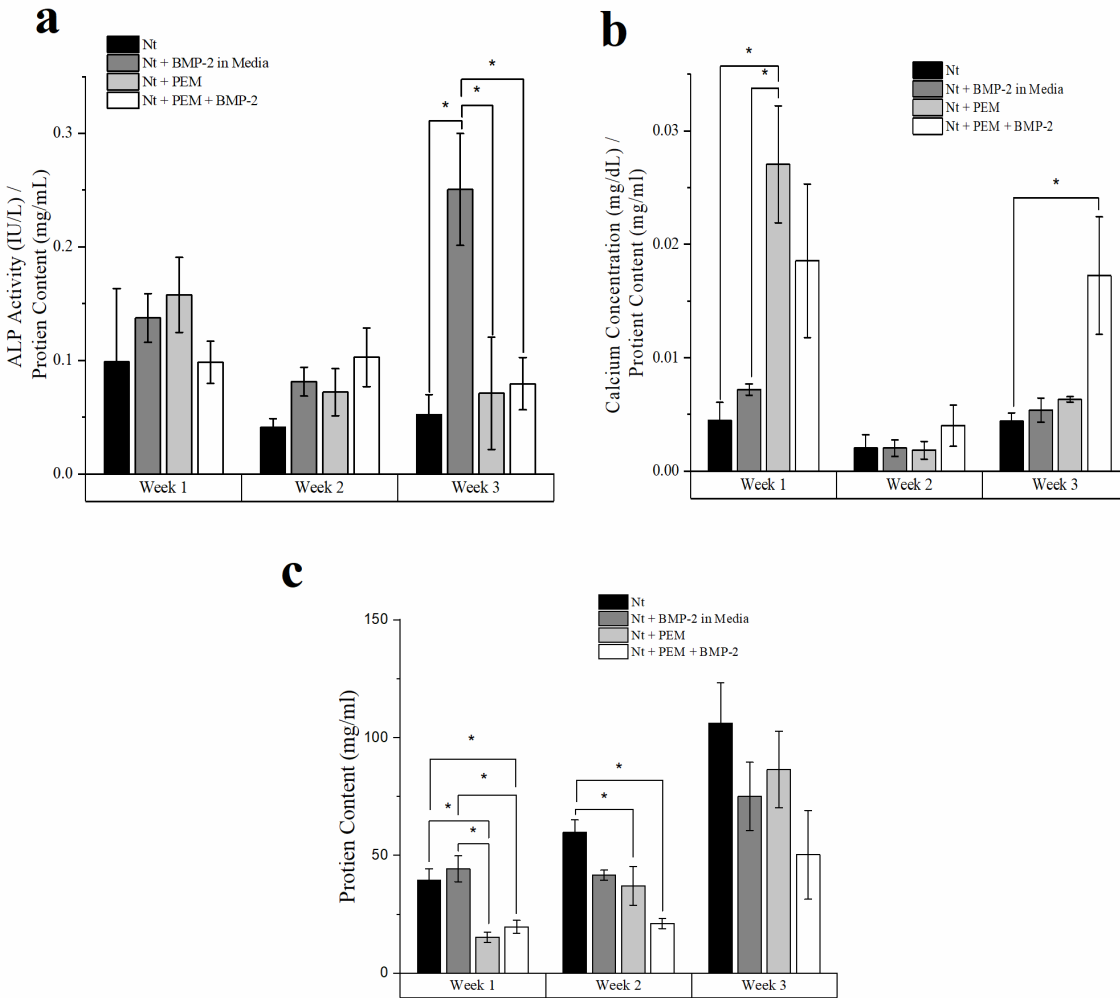 a
Nt
Nt + BMP-2 in Media
Nt + PEM
Nt + PEM + BMP-2
ALP Activity (IU/L) /
Protien Content (mg/mL)
0.3
0.2
0.1
0.0
* * *
Week 1 Week 2 Week 3
b
Nt
Nt + BMP-2 in Media
Nt + PEM
Nt + PEM + BMP-2
Calcium Concentration (mg/dL) /
Protient Content (mg/ml)
0.03
0.02
0.01
0.00
*
*
*
Week 1 Week 2 Week 3
c
Nt
Nt + BMP-2 in Media
Nt + PEM
Nt + PEM + BMP-2
Protien Content (mg/ml)
150
100
50
0
*
*
*
*
*
*
Week 1 Week 2 Week 3